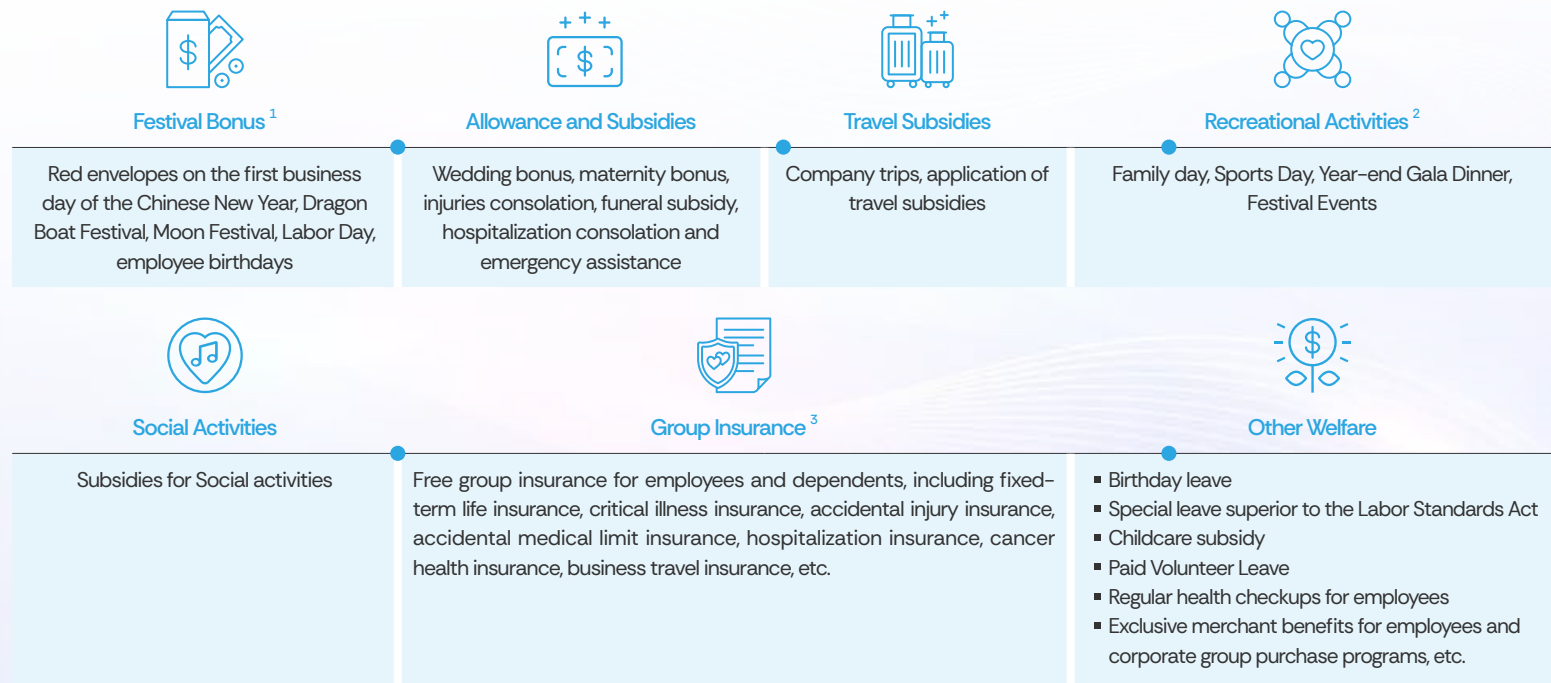 Festival Bonus 1
Red envelopes on the first business
day of the Chinese New Year, Dragon
Boat Festival, Moon Festival, Labor Day,
employee birthdays
Allowance and Subsidies
Wedding bonus, maternity bonus,
injuries consolation, funeral subsidy,
hospitalization consolation and
emergency assistance
Travel Subsidies
Company trips, application of
travel subsidies
Recreational Activities 2
Family day, Sports Day, Year-end Gala Dinner,
Festival Events
Social Activities
Subsidies for Social activities
Group Insurance 3
Free group insurance for employees and dependents, including fixed-
term life insurance, critical illness insurance, accidental injury insurance,
accidental medical limit insurance, hospitalization insurance, cancer
health insurance, business travel insurance, etc.
Other Welfare
▪ Birthday leave
▪ Special leave superior to the Labor Standards Act
▪ Childcare subsidy
▪ Paid Volunteer Leave
▪ Regular health checkups for employees
▪ Exclusive merchant benefits for employees and
corporate group purchase programs, etc.